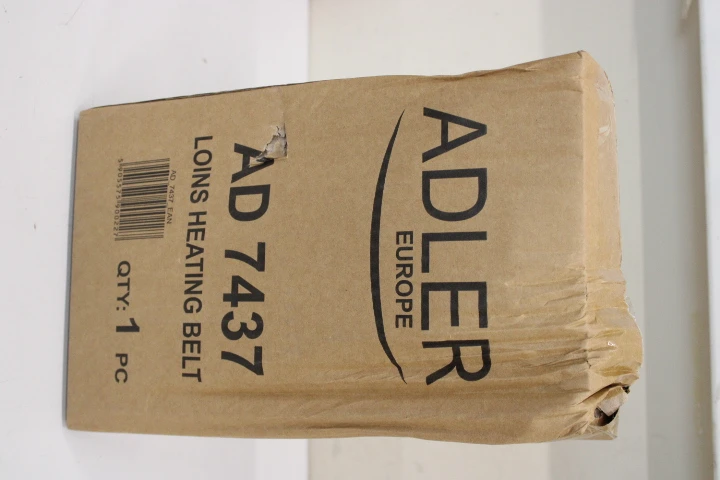 ADLER
EUROPE
AD 7437
LOINS HEATING BELT
AD 7437 EAN
QTY: 1 PC